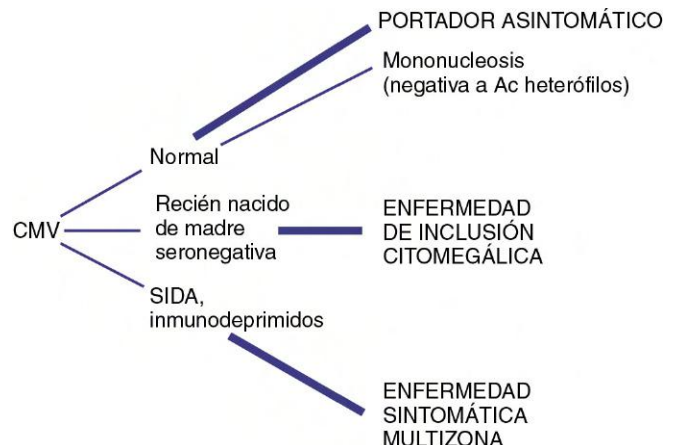 PORTADOR ASINTOMÁTICO
Mononucleosis
(negativa a Ac heterófilos)
Normal
CMV
Recién nacido
de madre
seronegativa
ENFERMEDAD
DE INCLUSIÓN
CITOMEGÁLICA
SIDA,
inmunodeprimidos
ENFERMEDAD
SINTOMÁTICA
MULTIZONA